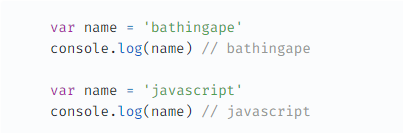 var name = 'bathingape'
console.log(name) // bathingape
var name = 'javascript'
console.log(name) // javascript